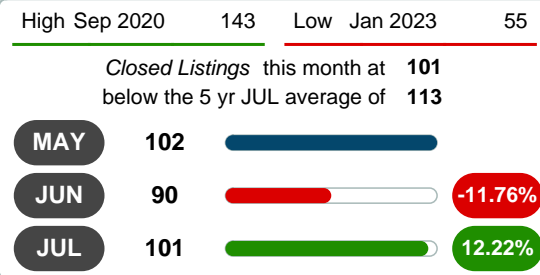 High Sep 2020 143 Low Jan 2023 55
Closed Listings this month at 101
below the 5 yr JUL average of 113
MAY 102
JUN 90 -11.76%
JUL 101 12.22%